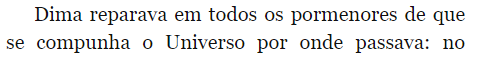 Dima reparava em todos os pormenores de que
se compunha o Universo por onde passava: no